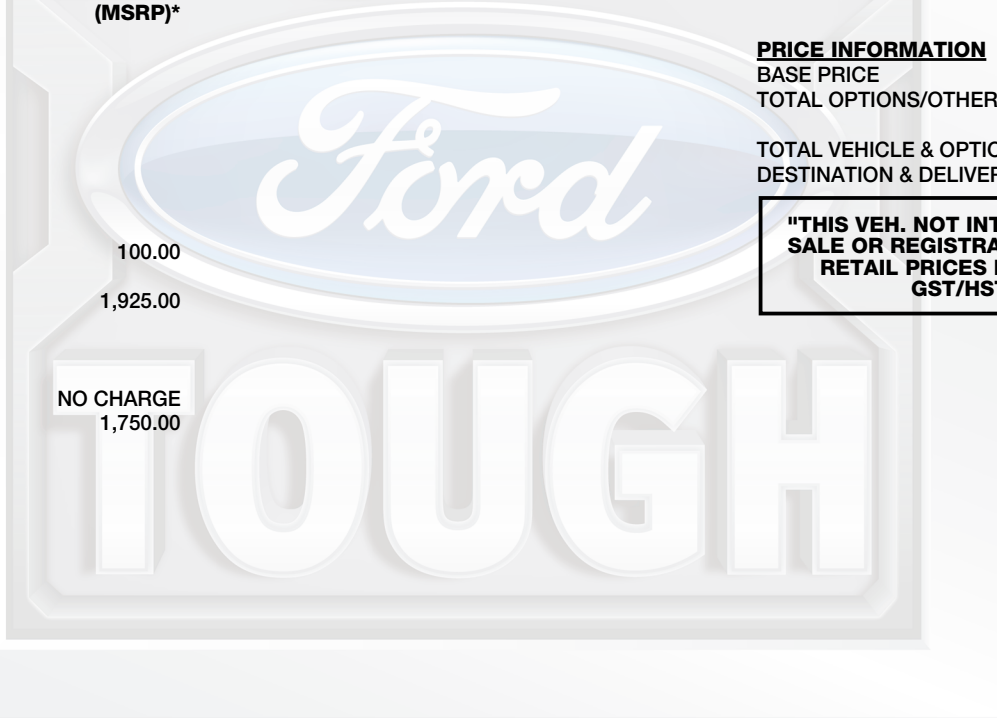 (MSRP)*
100.00
1,925.00
NO CHARGE
1,750.00
PRICE INFORMATION
BASE PRICE
TOTAL OPTIONS/OTHER
TOTAL VEHICLE & OPTIO
DESTINATION & DELIVER
"THIS VEH. NOT INT
SALE OR REGISTRA
RETAIL PRICES
GST/HST
Ford
TOUGH